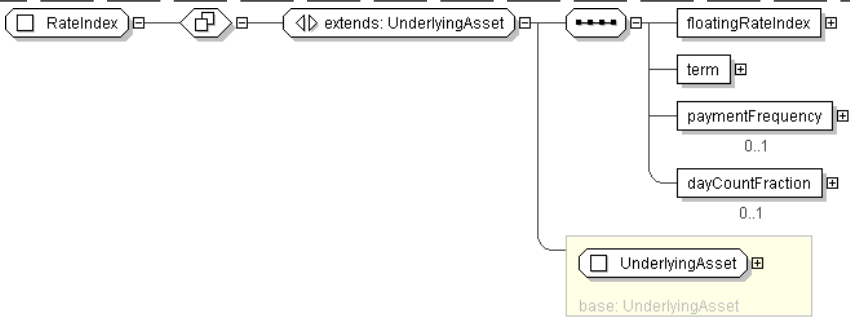 RateIndex
extends: UnderlyingAsset
floatingRateIndex
term
paymentFrequency
0..1
dayCountFraction
0..1
UnderlyingAsset
base: UnderlyingAsset